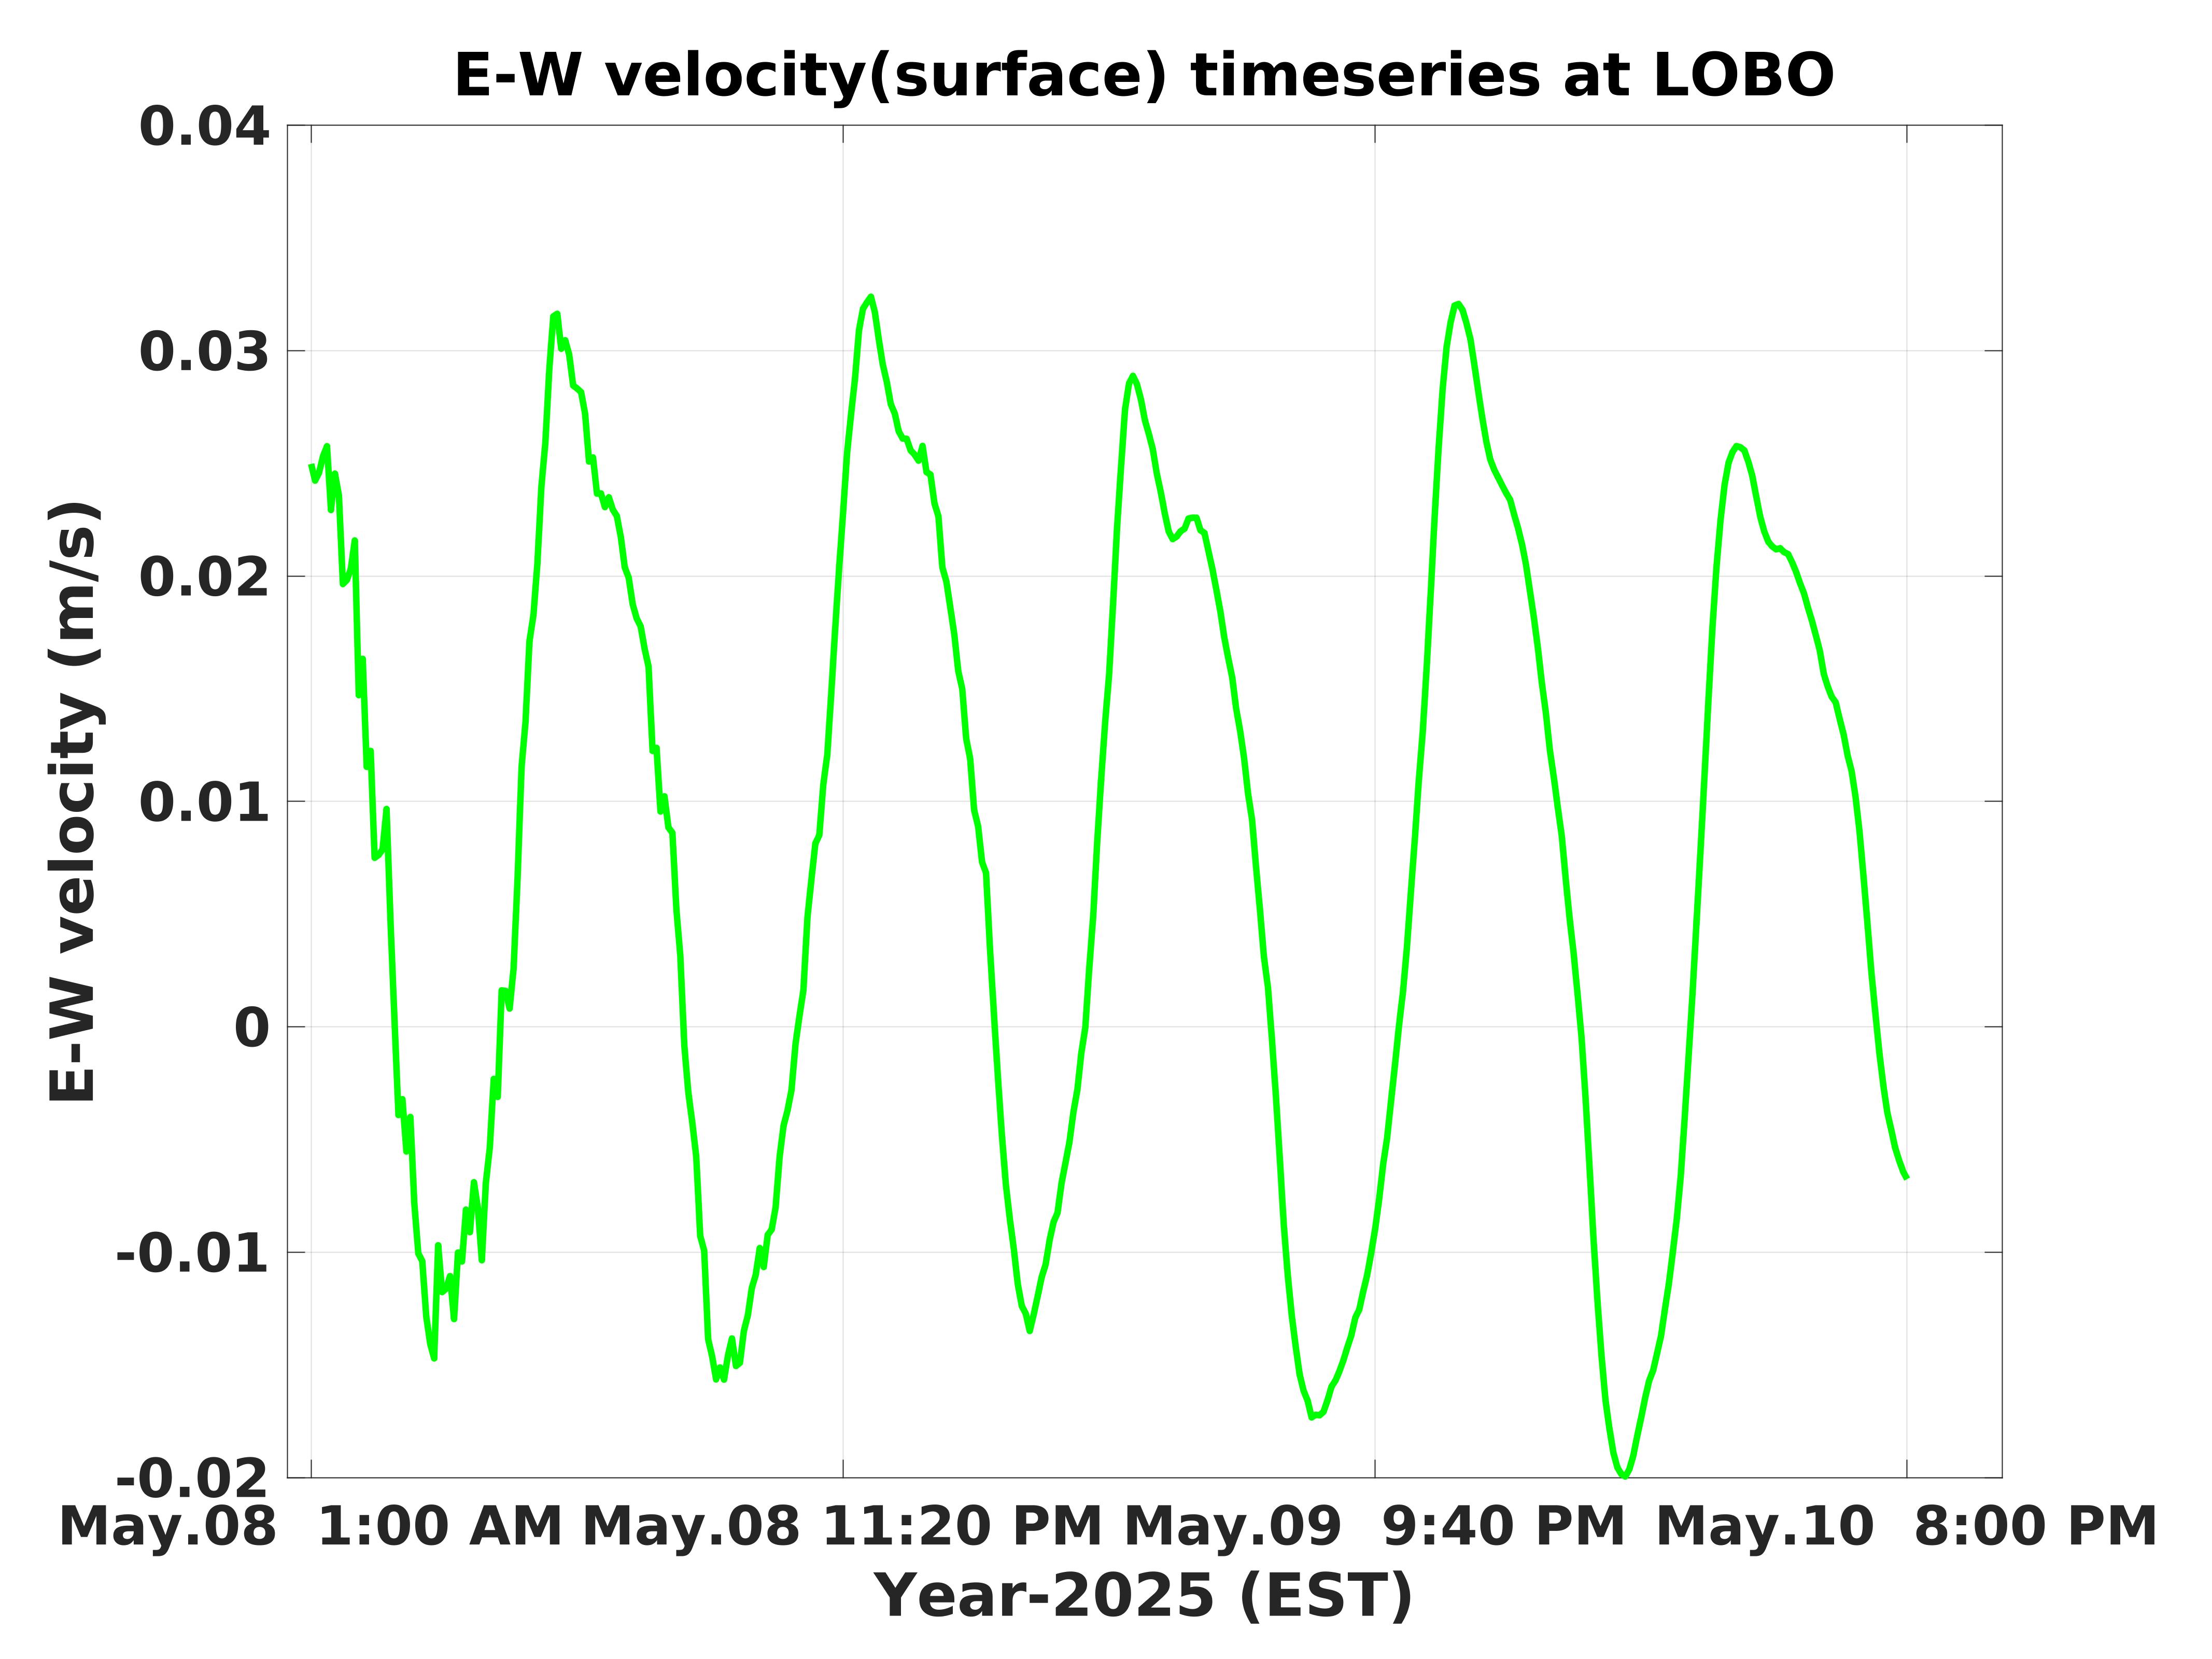 E-W velocity(surface) timeseries at LOBO
E-W velocity (m/s)
0.04
0.03
0.02
0.01
0
-0.01
-0.02
May.08 1:00 AM May.08 11:20 PM May.09 9:40 PM May.10 8:00 PM
Year-2025 (EST)